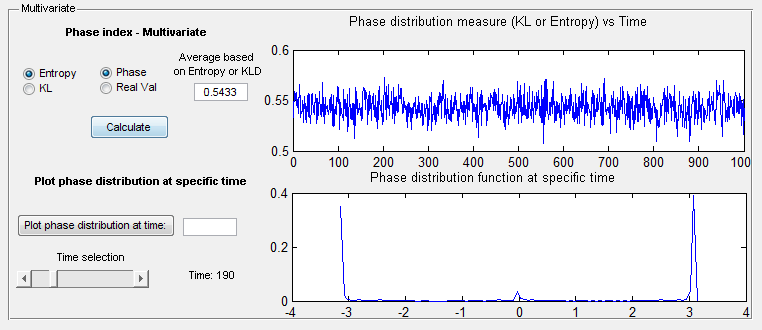 Multivariate
Phase index - Multivariate
Entropy
KL
Phase
Real Val
Average based
on Entropy or KLD
0.5433
Calculate
Phase distribution measure (KL or Entropy) vs Time
0.6
0.55
0.5
0 100 200 300 400 500 600 700 800 900 1000
Plot phase distribution at specific time
Plot phase distribution at time:
Time selection
Time: 190
Phase distribution function at specific time
0.4
0.2
0
-4 -3 -2 -1 0 1 2 3 4